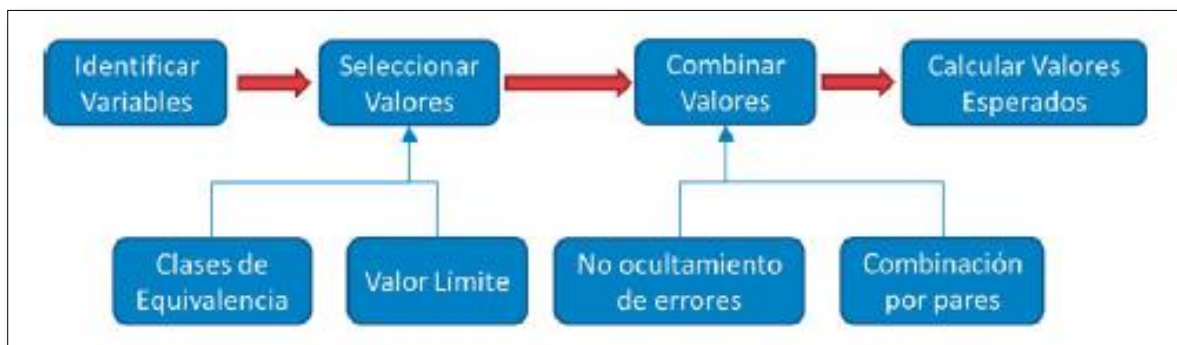 Identificar
Variables
Seleccionar
Valores
Combinar
Valores
Calcular Valores
Esperados
Clases de
Equivalencia
Valor Límite
No ocultamiento
de errores
Combinación
por pares